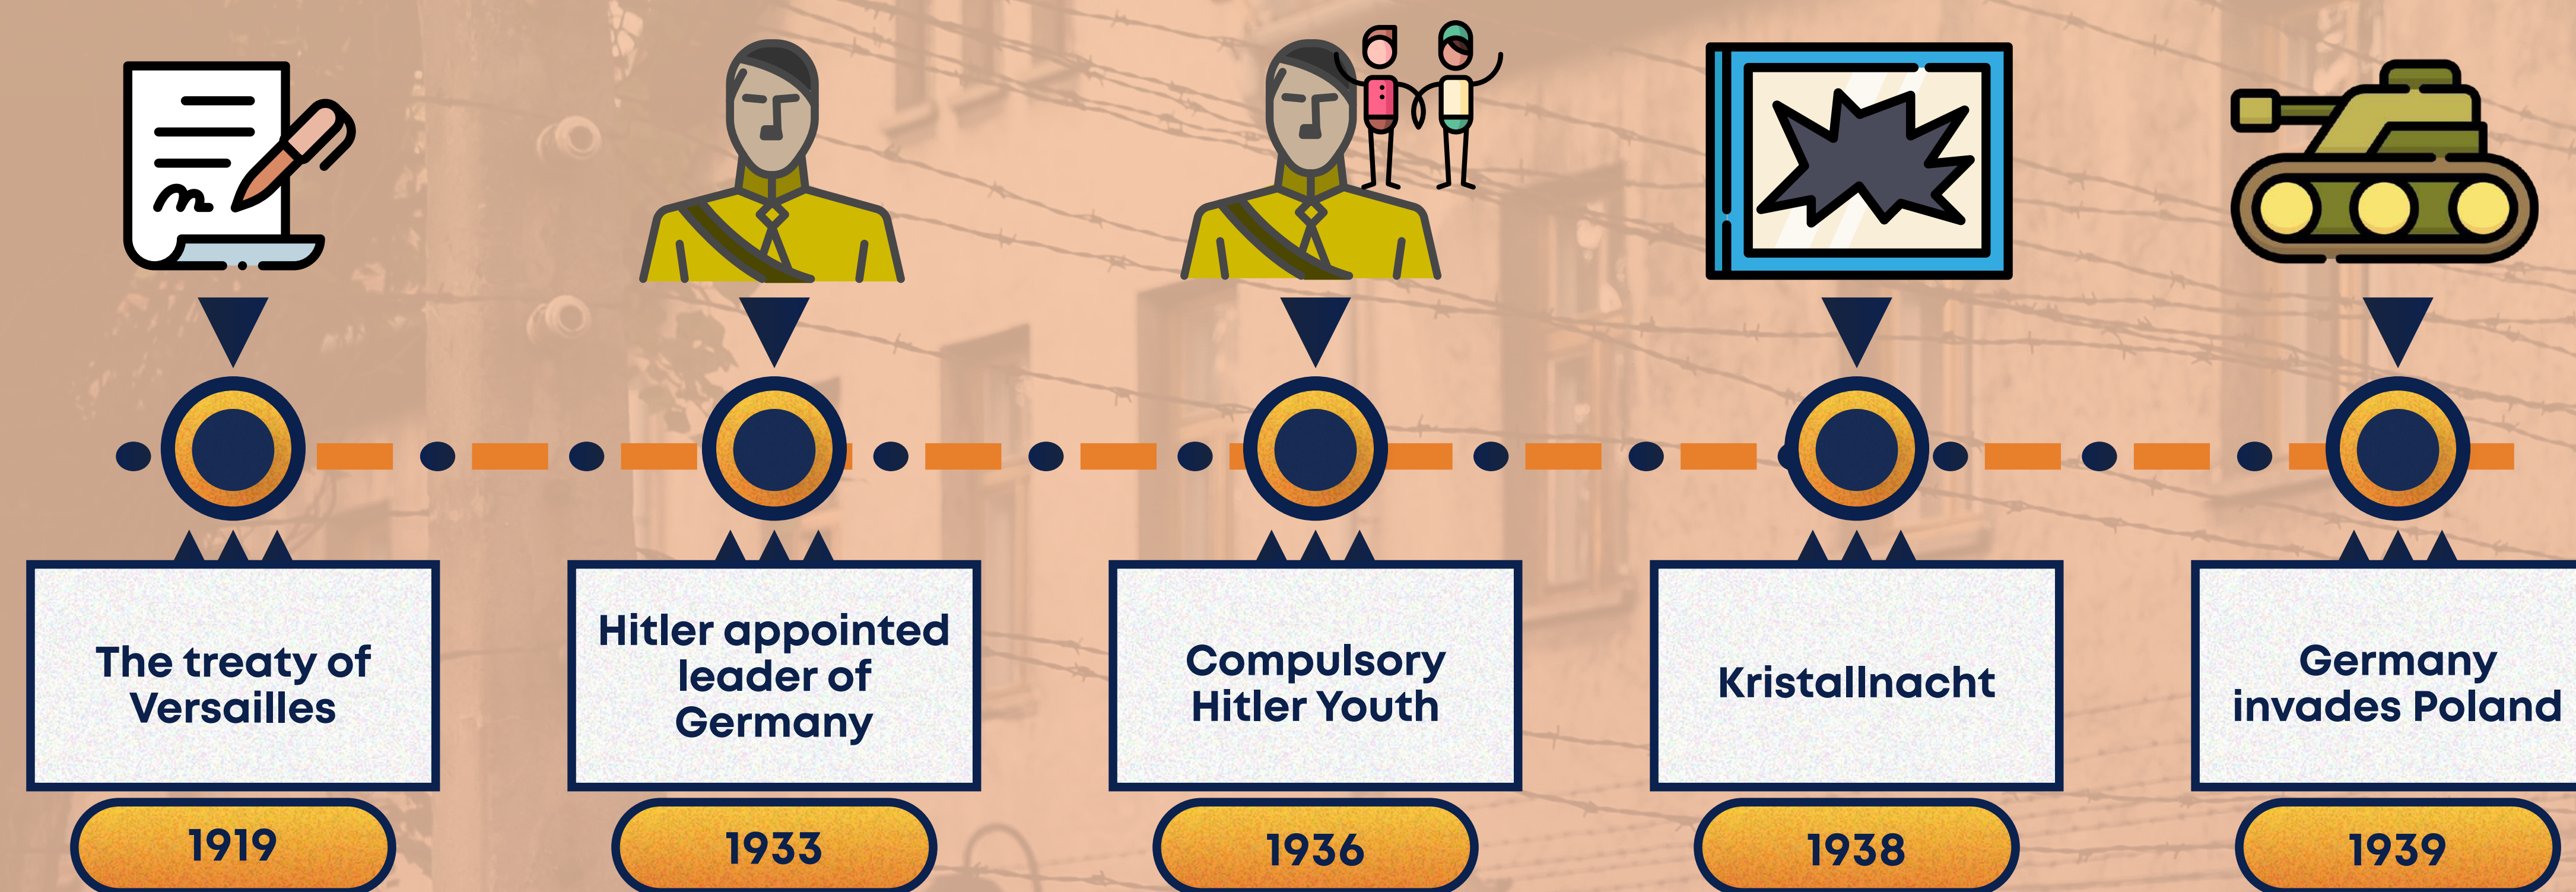 The treaty of
Versailles
1919
Hitler appointed
leader of
Germany
1933
Compulsory
Hitler Youth
1936
Kristallnacht
1938
Germany
invades Poland
1939